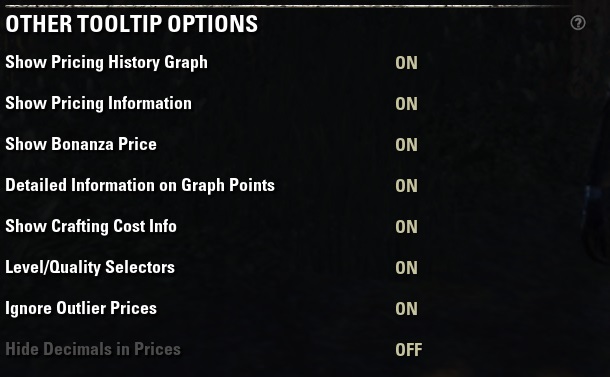 OTHER TOOLTIP OPTIONS ?
Show Pricing History Graph ON
Show Pricing Information ON
Show Bonanza Price ON
Detailed Information on Graph Points ON
Show Crafting Cost Info ON
Level/Quality Selectors ON
Ignore Outlier Prices ON
Hide Decimals in Prices OFF